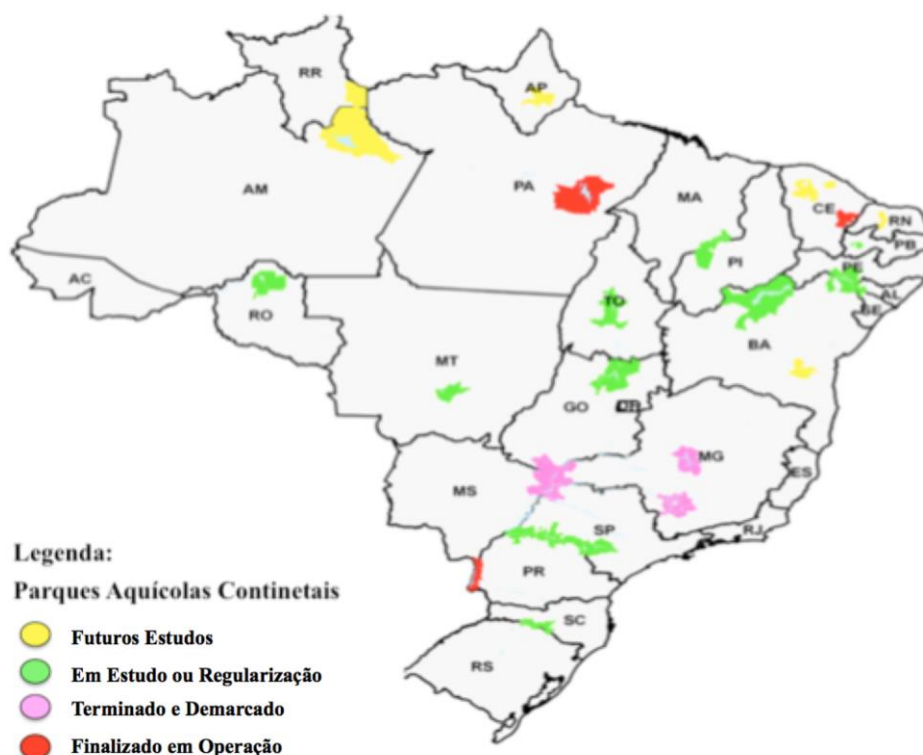 RR
AP
AM
PA
MA
CE
RN
PB
PI
PE
AL
SE
AC
RO
TO
BA
MT
GO
DF
MG
ES
MS
SP
RJ
PR
SC
RS
Legenda:
Parques Aquícolas Continetais
Futuros Estudos
Em Estudo ou Regularização
Terminado e Demarcado
Finalizado em Operação